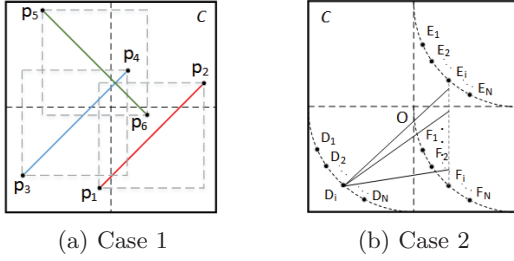 C
p5
p4
p2
p6
p3
p1
(a) Case 1
C
E1
E2
Ei
EN
O
F1
D1
F2
D2
Di
DN
Fi
FN
(b) Case 2